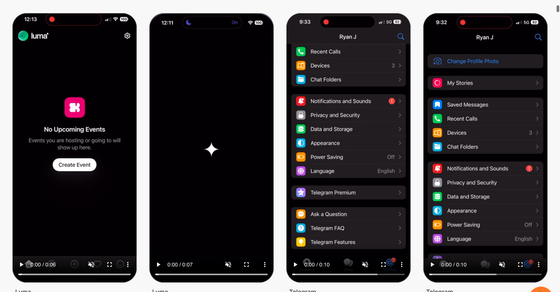 12:13
luma
No Upcoming Events
Events you are hosting or going to will
show up here.
Create Event
0:00 / 0:06
Luma
12:11
0:00 / 0:07
Luma
9:33
5G
Ryan J
Recent Calls
Devices 3
Chat Folders
Notifications and Sounds
Privacy and Security
Data and Storage
Appearance
Power Saving Off
Language English
Telegram Premium
Ask a Question
Telegram FAQ
Telegram Features
0:00 / 0:10
Telegram
9:32
5G
Ryan J
Change Profile Photo
My Stories
Saved Messages
Recent Calls
Devices 3
Chat Folders
Notifications and Sounds
Privacy and Security
Data and Storage
Appearance
Power Saving Off
Language English
0:00 / 0:10
Telegram